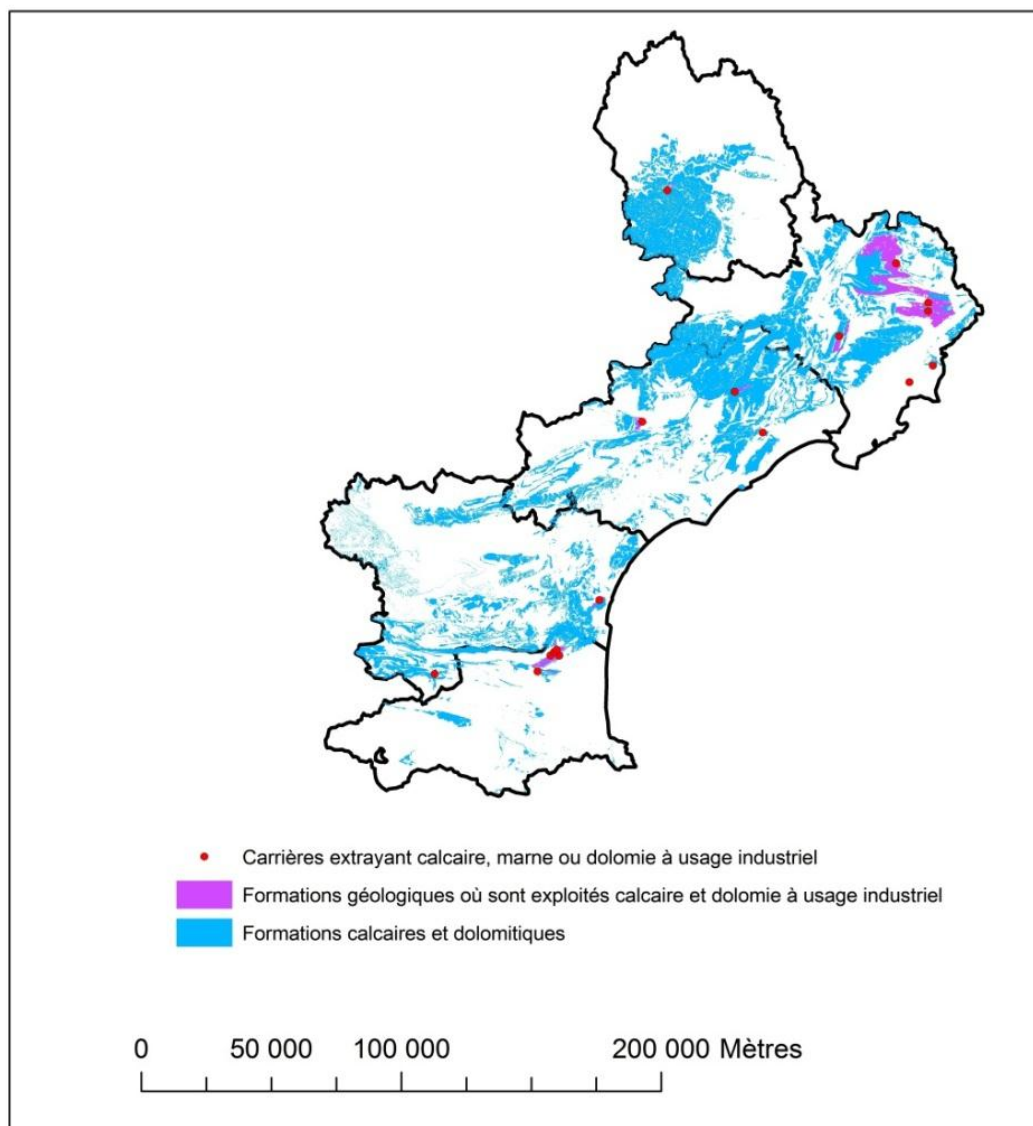 Carrières extrayant calcaire, marne ou dolomie à usage industriel
Formations géologiques où sont exploités calcaire et dolomie à usage industriel
Formations calcaires et dolomitiques
0 50 000 100 000 200 000 Mètres